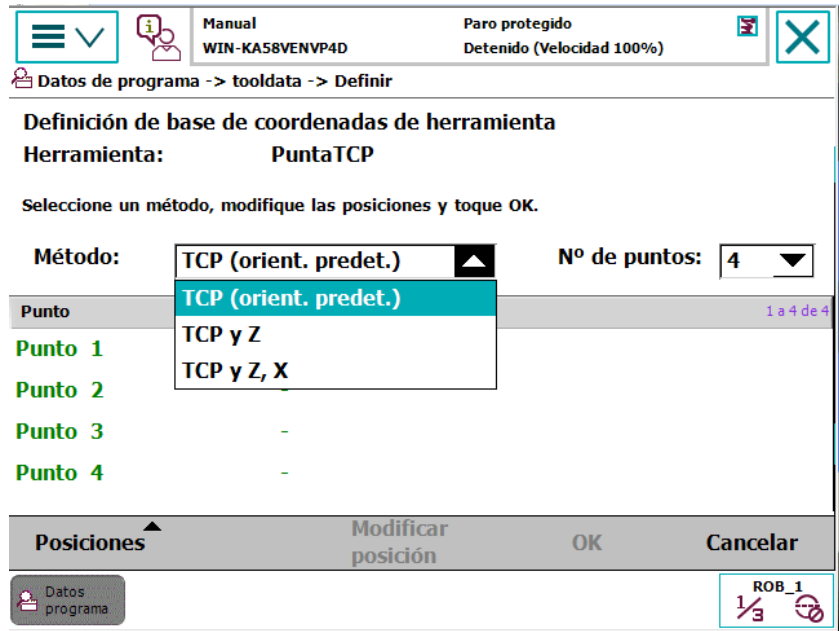 Manual
WIN-KA58VENVP4D
Paro protegido
Detenido (Velocidad 100%)
Datos de programa -> tooldata -> Definir
Definición de base de coordenadas de herramienta
Herramienta: PuntaTCP
Seleccione un método, modifique las posiciones y toque OK.
Método: TCP (orient. predet.) Nº de puntos: 4
TCP (orient. predet.)
TCP y Z
TCP y Z, X
Punto 1 a 4 de 4
Punto 1
Punto 2 -
Punto 3 -
Punto 4 -
Posiciones Modificar posición OK Cancelar
Datos programa
ROB_1
1/3